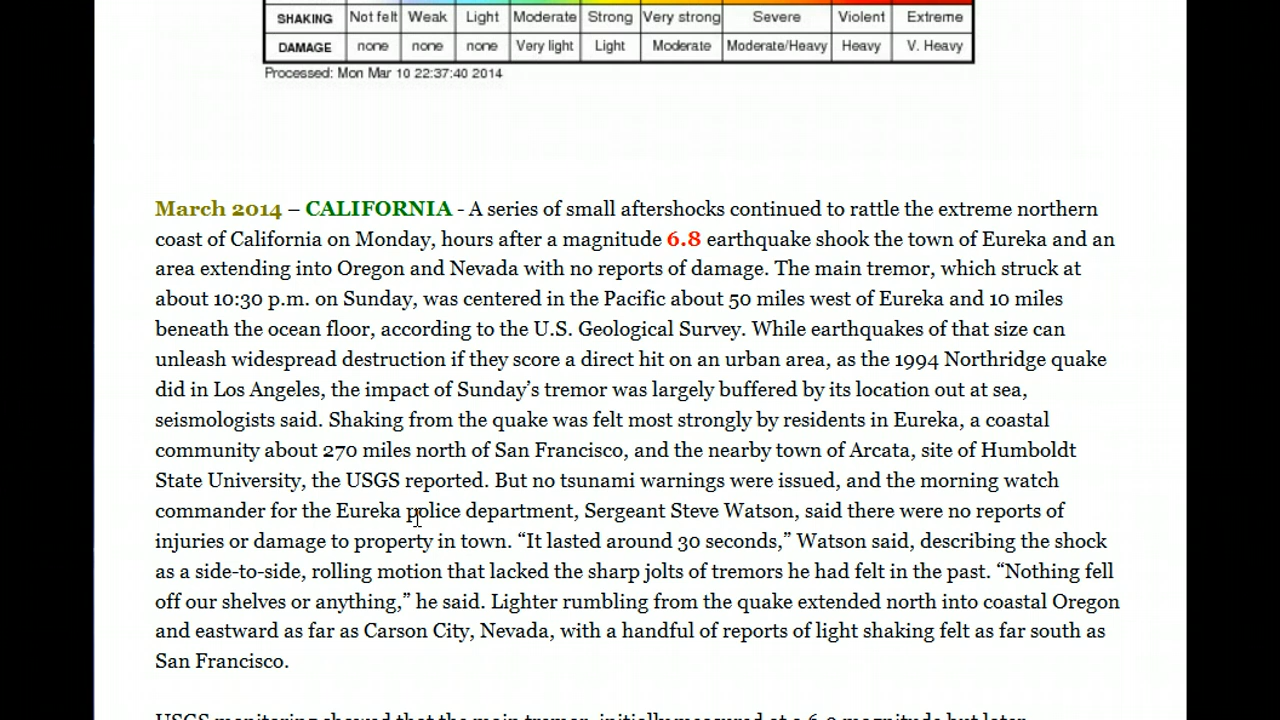 SHAKING Not felt Weak Light Moderate Strong Very strong Severe Violent Extreme
DAMAGE none none none Very light Light Moderate Moderate/Heavy Heavy V. Heavy
Processed: Mon Mar 10 22:37:40 2014
March 2014 – CALIFORNIA - A series of small aftershocks continued to rattle the extreme northern
coast of California on Monday, hours after a magnitude 6.8 earthquake shook the town of Eureka and an
area extending into Oregon and Nevada with no reports of damage. The main tremor, which struck at
about 10:30 p.m. on Sunday, was centered in the Pacific about 50 miles west of Eureka and 10 miles
beneath the ocean floor, according to the U.S. Geological Survey. While earthquakes of that size can
unleash widespread destruction if they score a direct hit on an urban area, as the 1994 Northridge quake
did in Los Angeles, the impact of Sunday’s tremor was largely buffered by its location out at sea,
seismologists said. Shaking from the quake was felt most strongly by residents in Eureka, a coastal
community about 270 miles north of San Francisco, and the nearby town of Arcata, site of Humboldt
State University, the USGS reported. But no tsunami warnings were issued, and the morning watch
commander for the Eureka police department, Sergeant Steve Watson, said there were no reports of
injuries or damage to property in town. “It lasted around 30 seconds,” Watson said, describing the shock
as a side-to-side, rolling motion that lacked the sharp jolts of tremors he had felt in the past. “Nothing fell
off our shelves or anything,” he said. Lighter rumbling from the quake extended north into coastal Oregon
and eastward as far as Carson City, Nevada, with a handful of reports of light shaking felt as far south as
San Francisco.
USGS monitoring showed that the main tremor, initially measured at a 6.9 magnitude but later